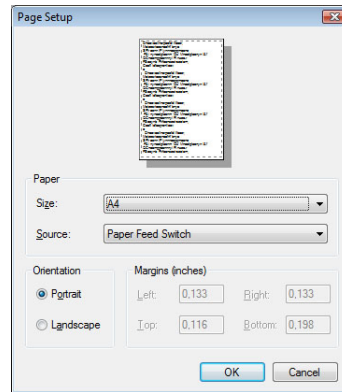 Page Setup
Paper
Size: A4
Source: Paper Feed Switch
Orientation Margins (inches)
Portrait Left: 0,133 Right: 0,133
Landscape Top: 0,116 Bottom: 0,198
OK Cancel